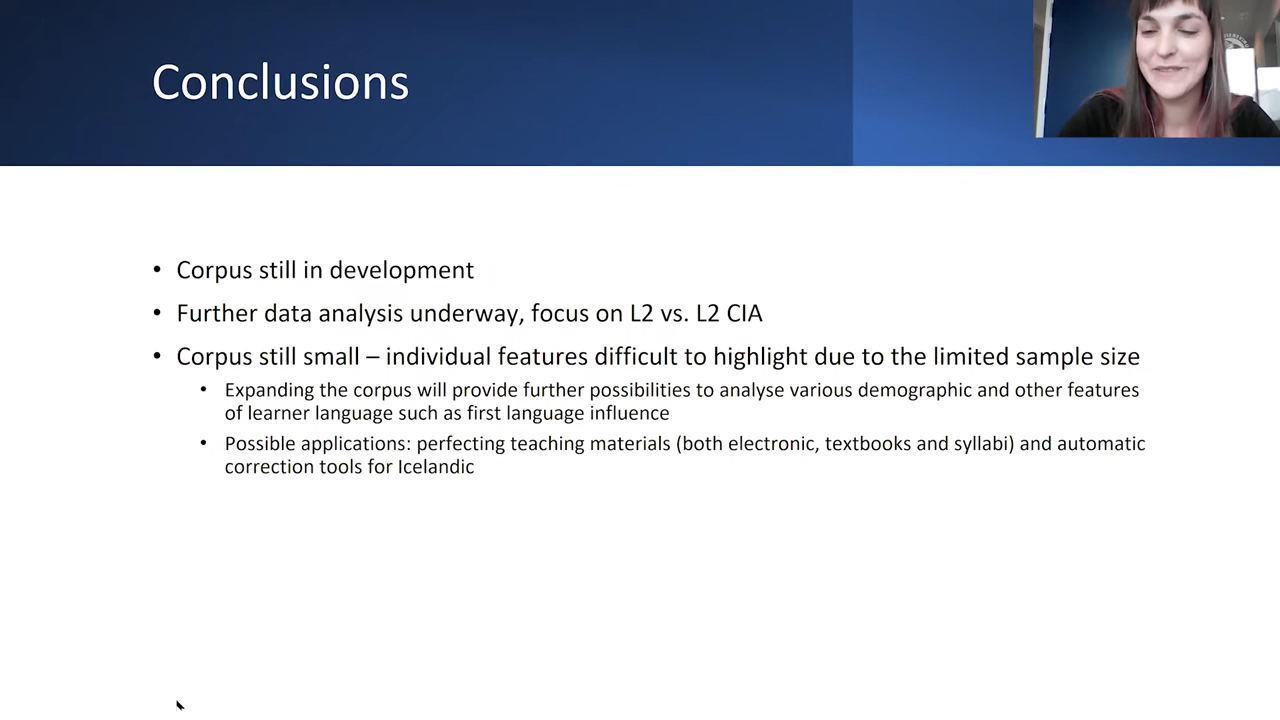 Conclusions
• Corpus still in development
• Further data analysis underway, focus on L2 vs. L2 CIA
• Corpus still small – individual features difficult to highlight due to the limited sample size
• Expanding the corpus will provide further possibilities to analyse various demographic and other features
of learner language such as first language influence
• Possible applications: perfecting teaching materials (both electronic, textbooks and syllabi) and automatic
correction tools for Icelandic